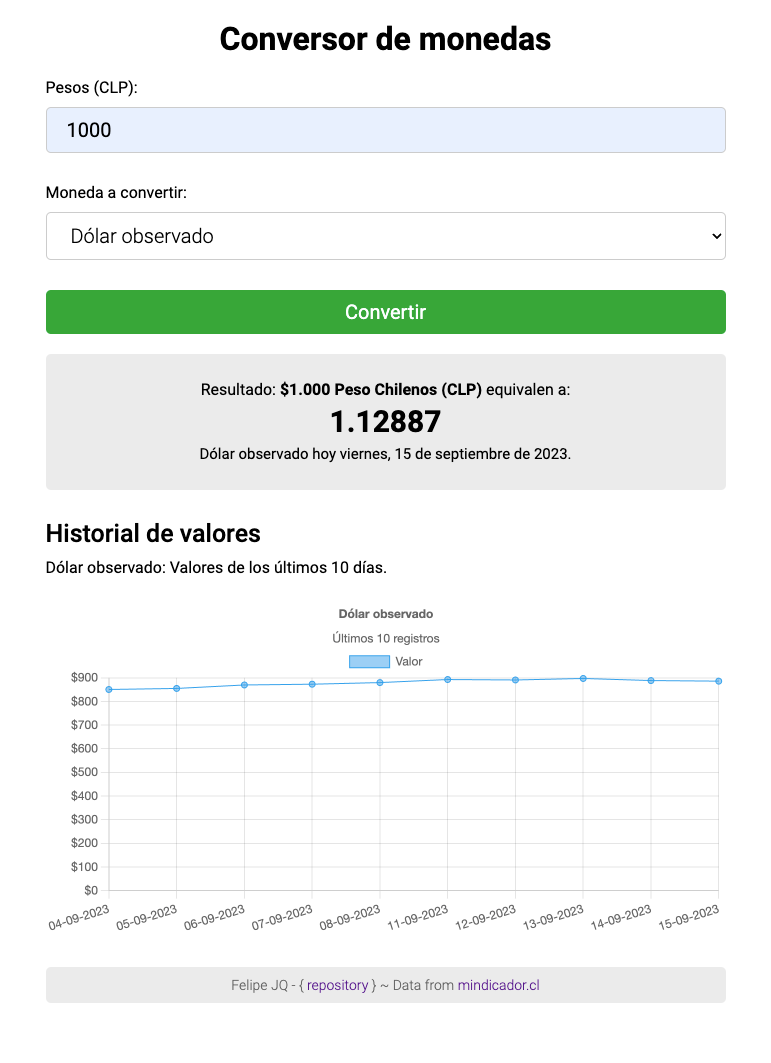 Conversor de monedas
Pesos (CLP):
1000
Moneda a convertir:
Dólar observado
Convertir
Resultado: $1.000 Peso Chilenos (CLP) equivalen a:
1.12887
Dólar observado hoy viernes, 15 de septiembre de 2023.
Historial de valores
Dólar observado: Valores de los últimos 10 días.
Dólar observado
Últimos 10 registros
Valor
$900
$800
$700
$600
$500
$400
$300
$200
$100
$0
04-09-2023 05-09-2023 06-09-2023 07-09-2023 08-09-2023 11-09-2023 12-09-2023 13-09-2023 14-09-2023 15-09-2023
Felipe JQ - { repository } ~ Data from mindicador.cl